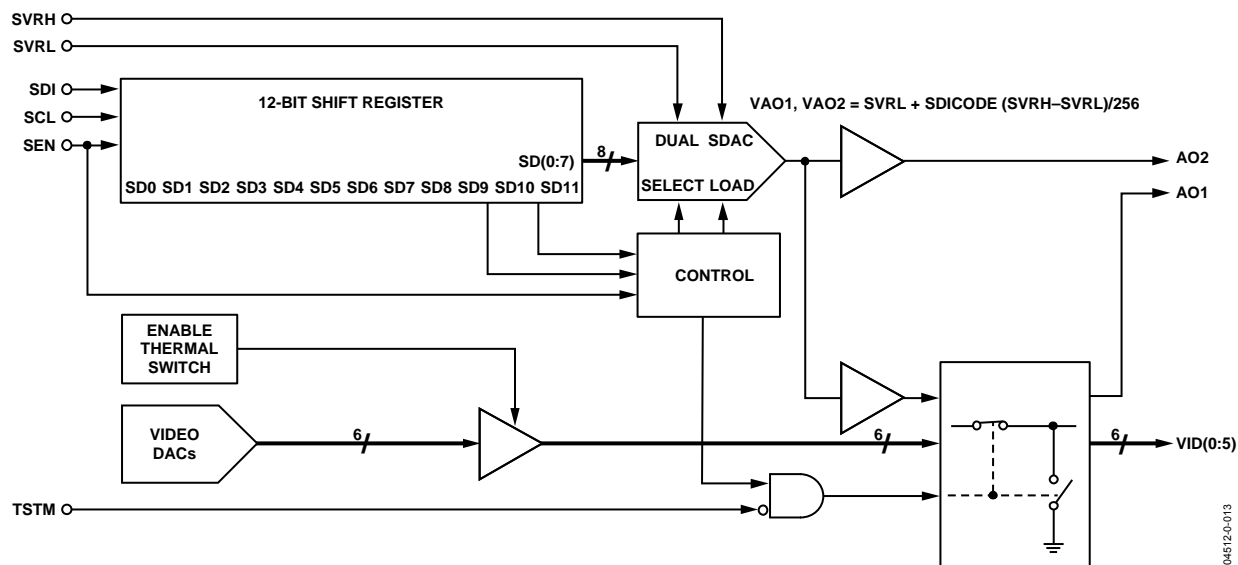 SVRH
SVRL
SDI
SCL
SEN
12-BIT SHIFT REGISTER
SD(0:7)
SD0 SD1 SD2 SD3 SD4 SD5 SD6 SD7 SD8 SD9 SD10 SD11
8
DUAL SDAC
SELECT LOAD
VAO1, VAO2 = SVRL + SDICODE (SVRH–SVRL)/256
AO2
AO1
CONTROL
ENABLE
THERMAL
SWITCH
VIDEO
DACs
6
6
6
VID(0:5)
TSTM
04512-0-013